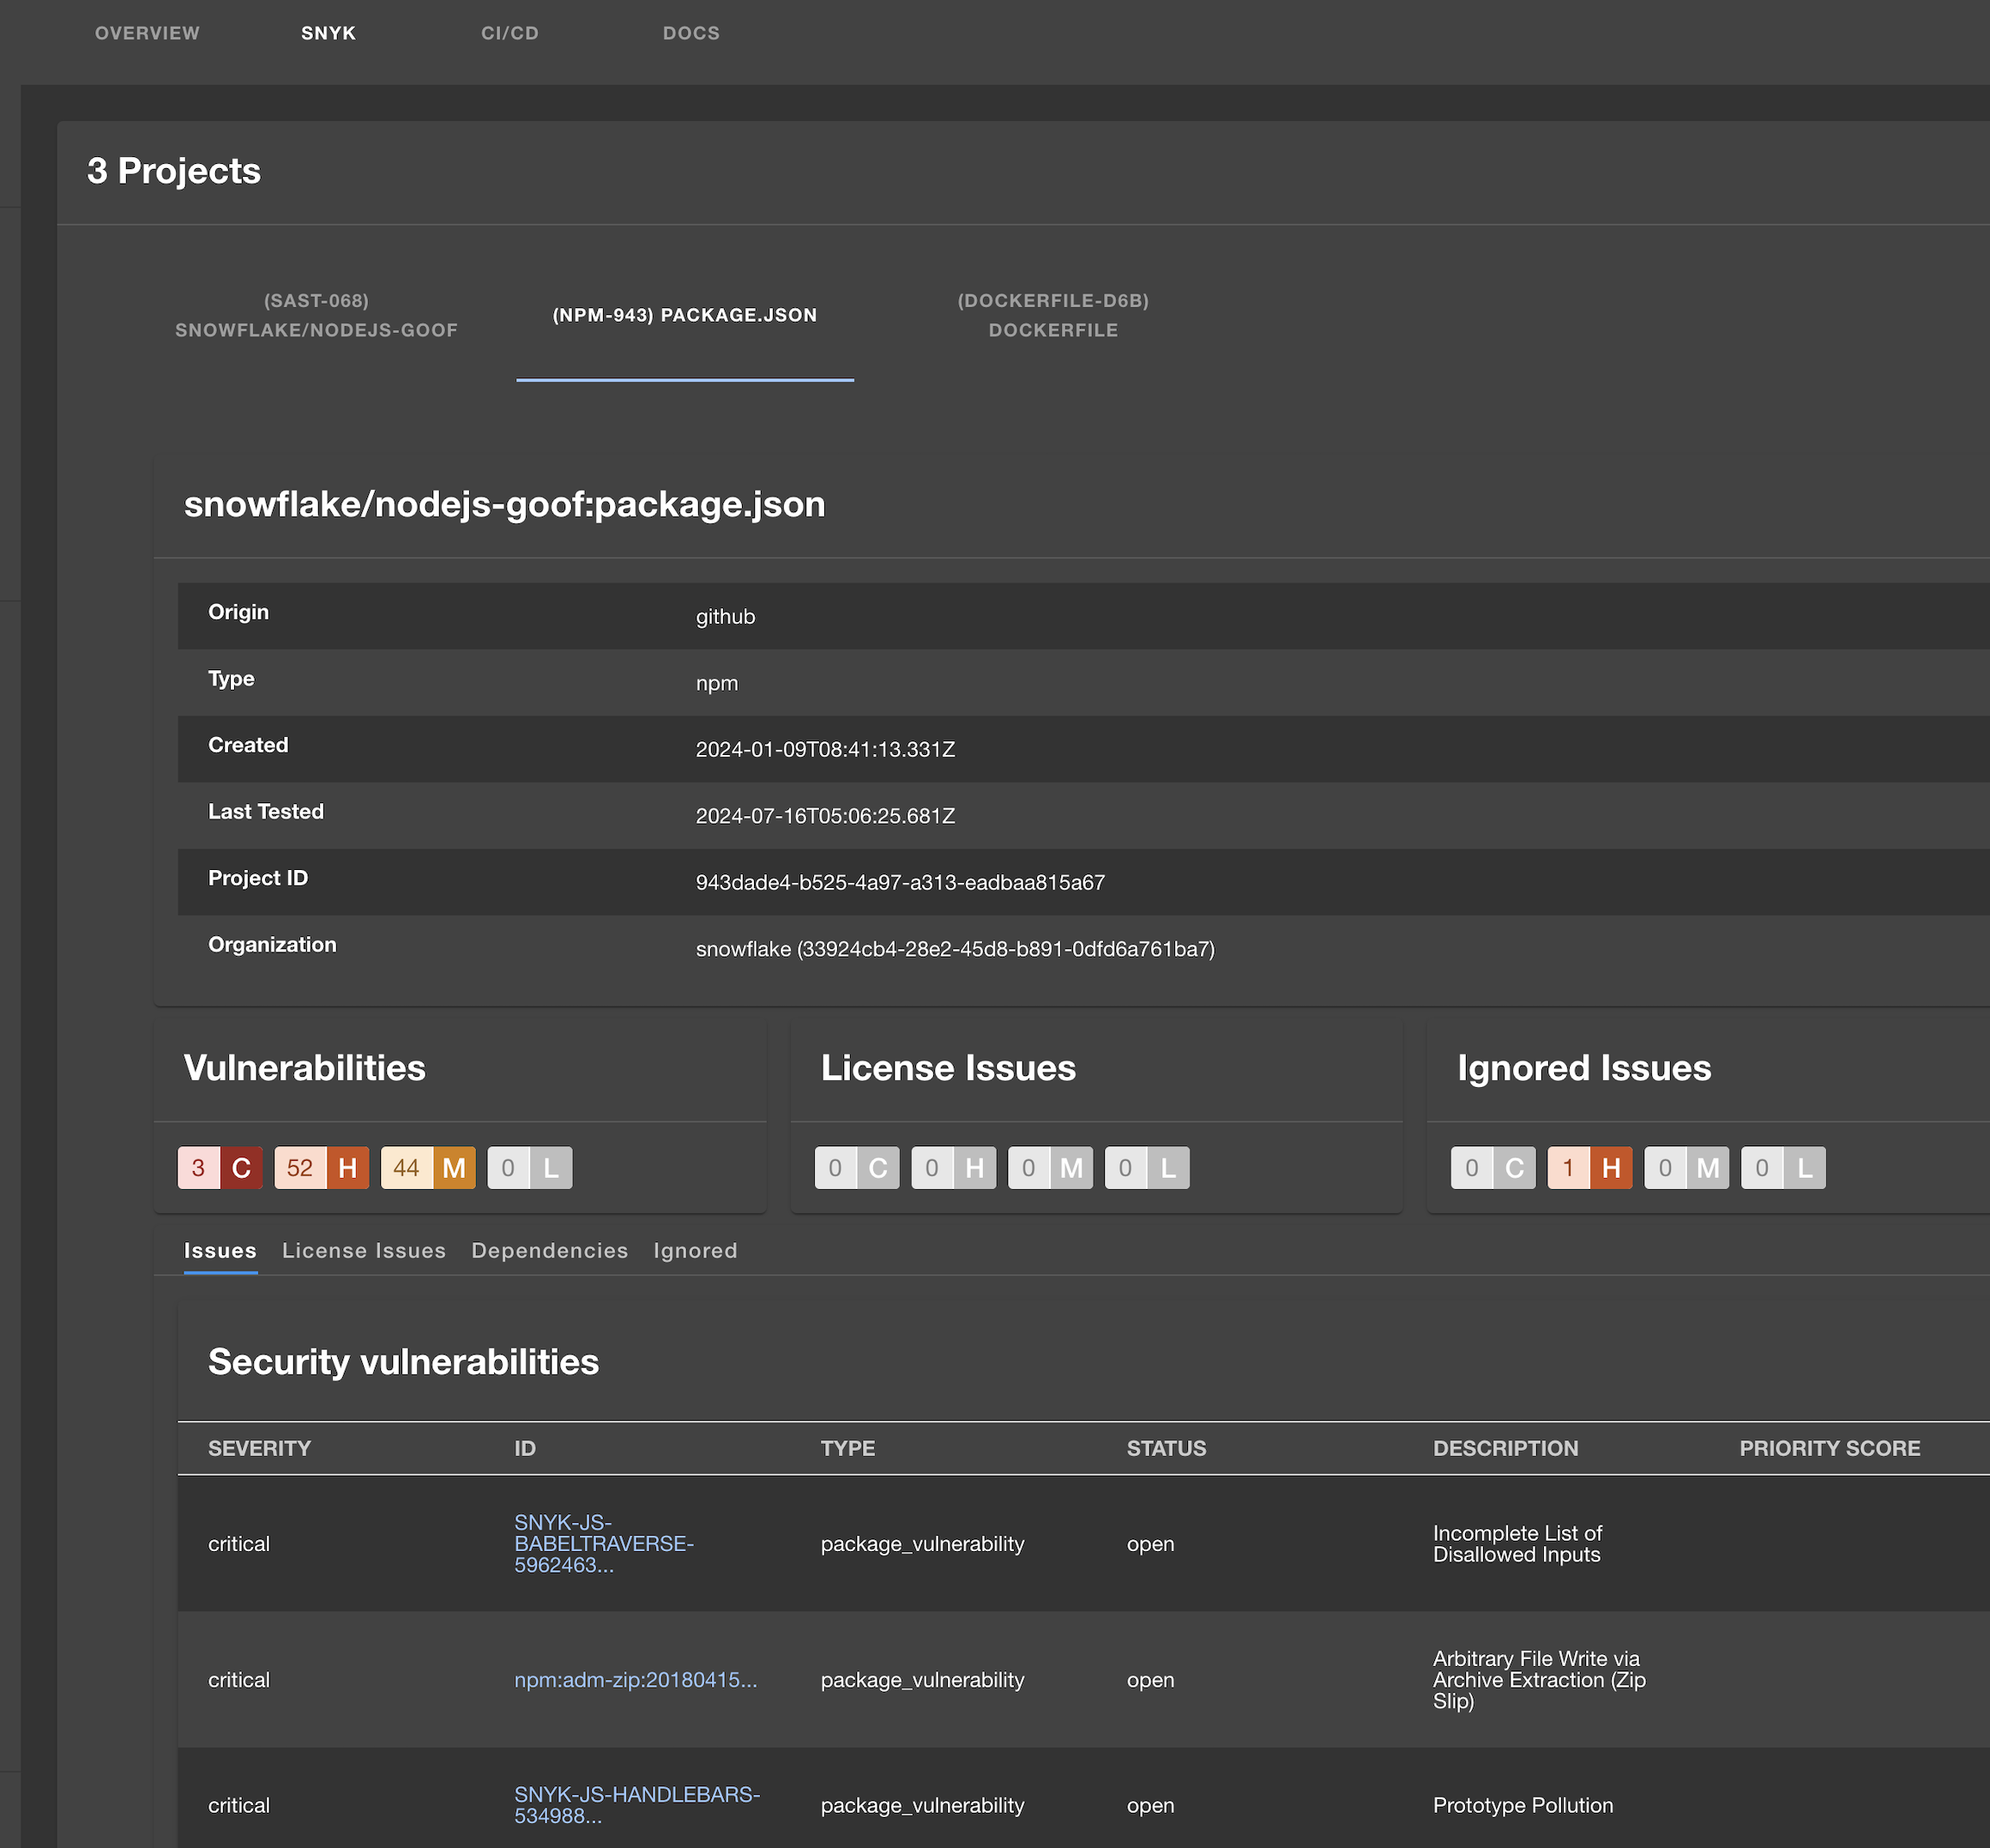 OVERVIEW SNYK CI/CD DOCS
3 Projects
(SAST-068)
SNOWFLAKE/NODEJS-GOOF
(NPM-943) PACKAGE.JSON
(DOCKERFILE-D6B)
DOCKERFILE
snowflake/nodejs-goof:package.json
Origin github
Type npm
Created 2024-01-09T08:41:13.331Z
Last Tested 2024-07-16T05:06:25.681Z
Project ID 943dade4-b525-4a97-a313-eadbaa815a67
Organization snowflake (33924cb4-28e2-45d8-b891-0dfd6a761ba7)
Vulnerabilities
3 C 52 H 44 M 0 L
License Issues
0 C 0 H 0 M 0 L
Ignored Issues
0 C 1 H 0 M 0 L
Issues License Issues Dependencies Ignored
Security vulnerabilities
SEVERITY ID TYPE STATUS DESCRIPTION PRIORITY SCORE
critical
SNYK-JS-
BABELTRAVERSE-
5962463...
package_vulnerability
open
Incomplete List of
Disallowed Inputs
critical
npm:adm-zip:20180415...
package_vulnerability
open
Arbitrary File Write via
Archive Extraction (Zip
Slip)
critical
SNYK-JS-HANDLEBARS-
534988...
package_vulnerability
open
Prototype Pollution